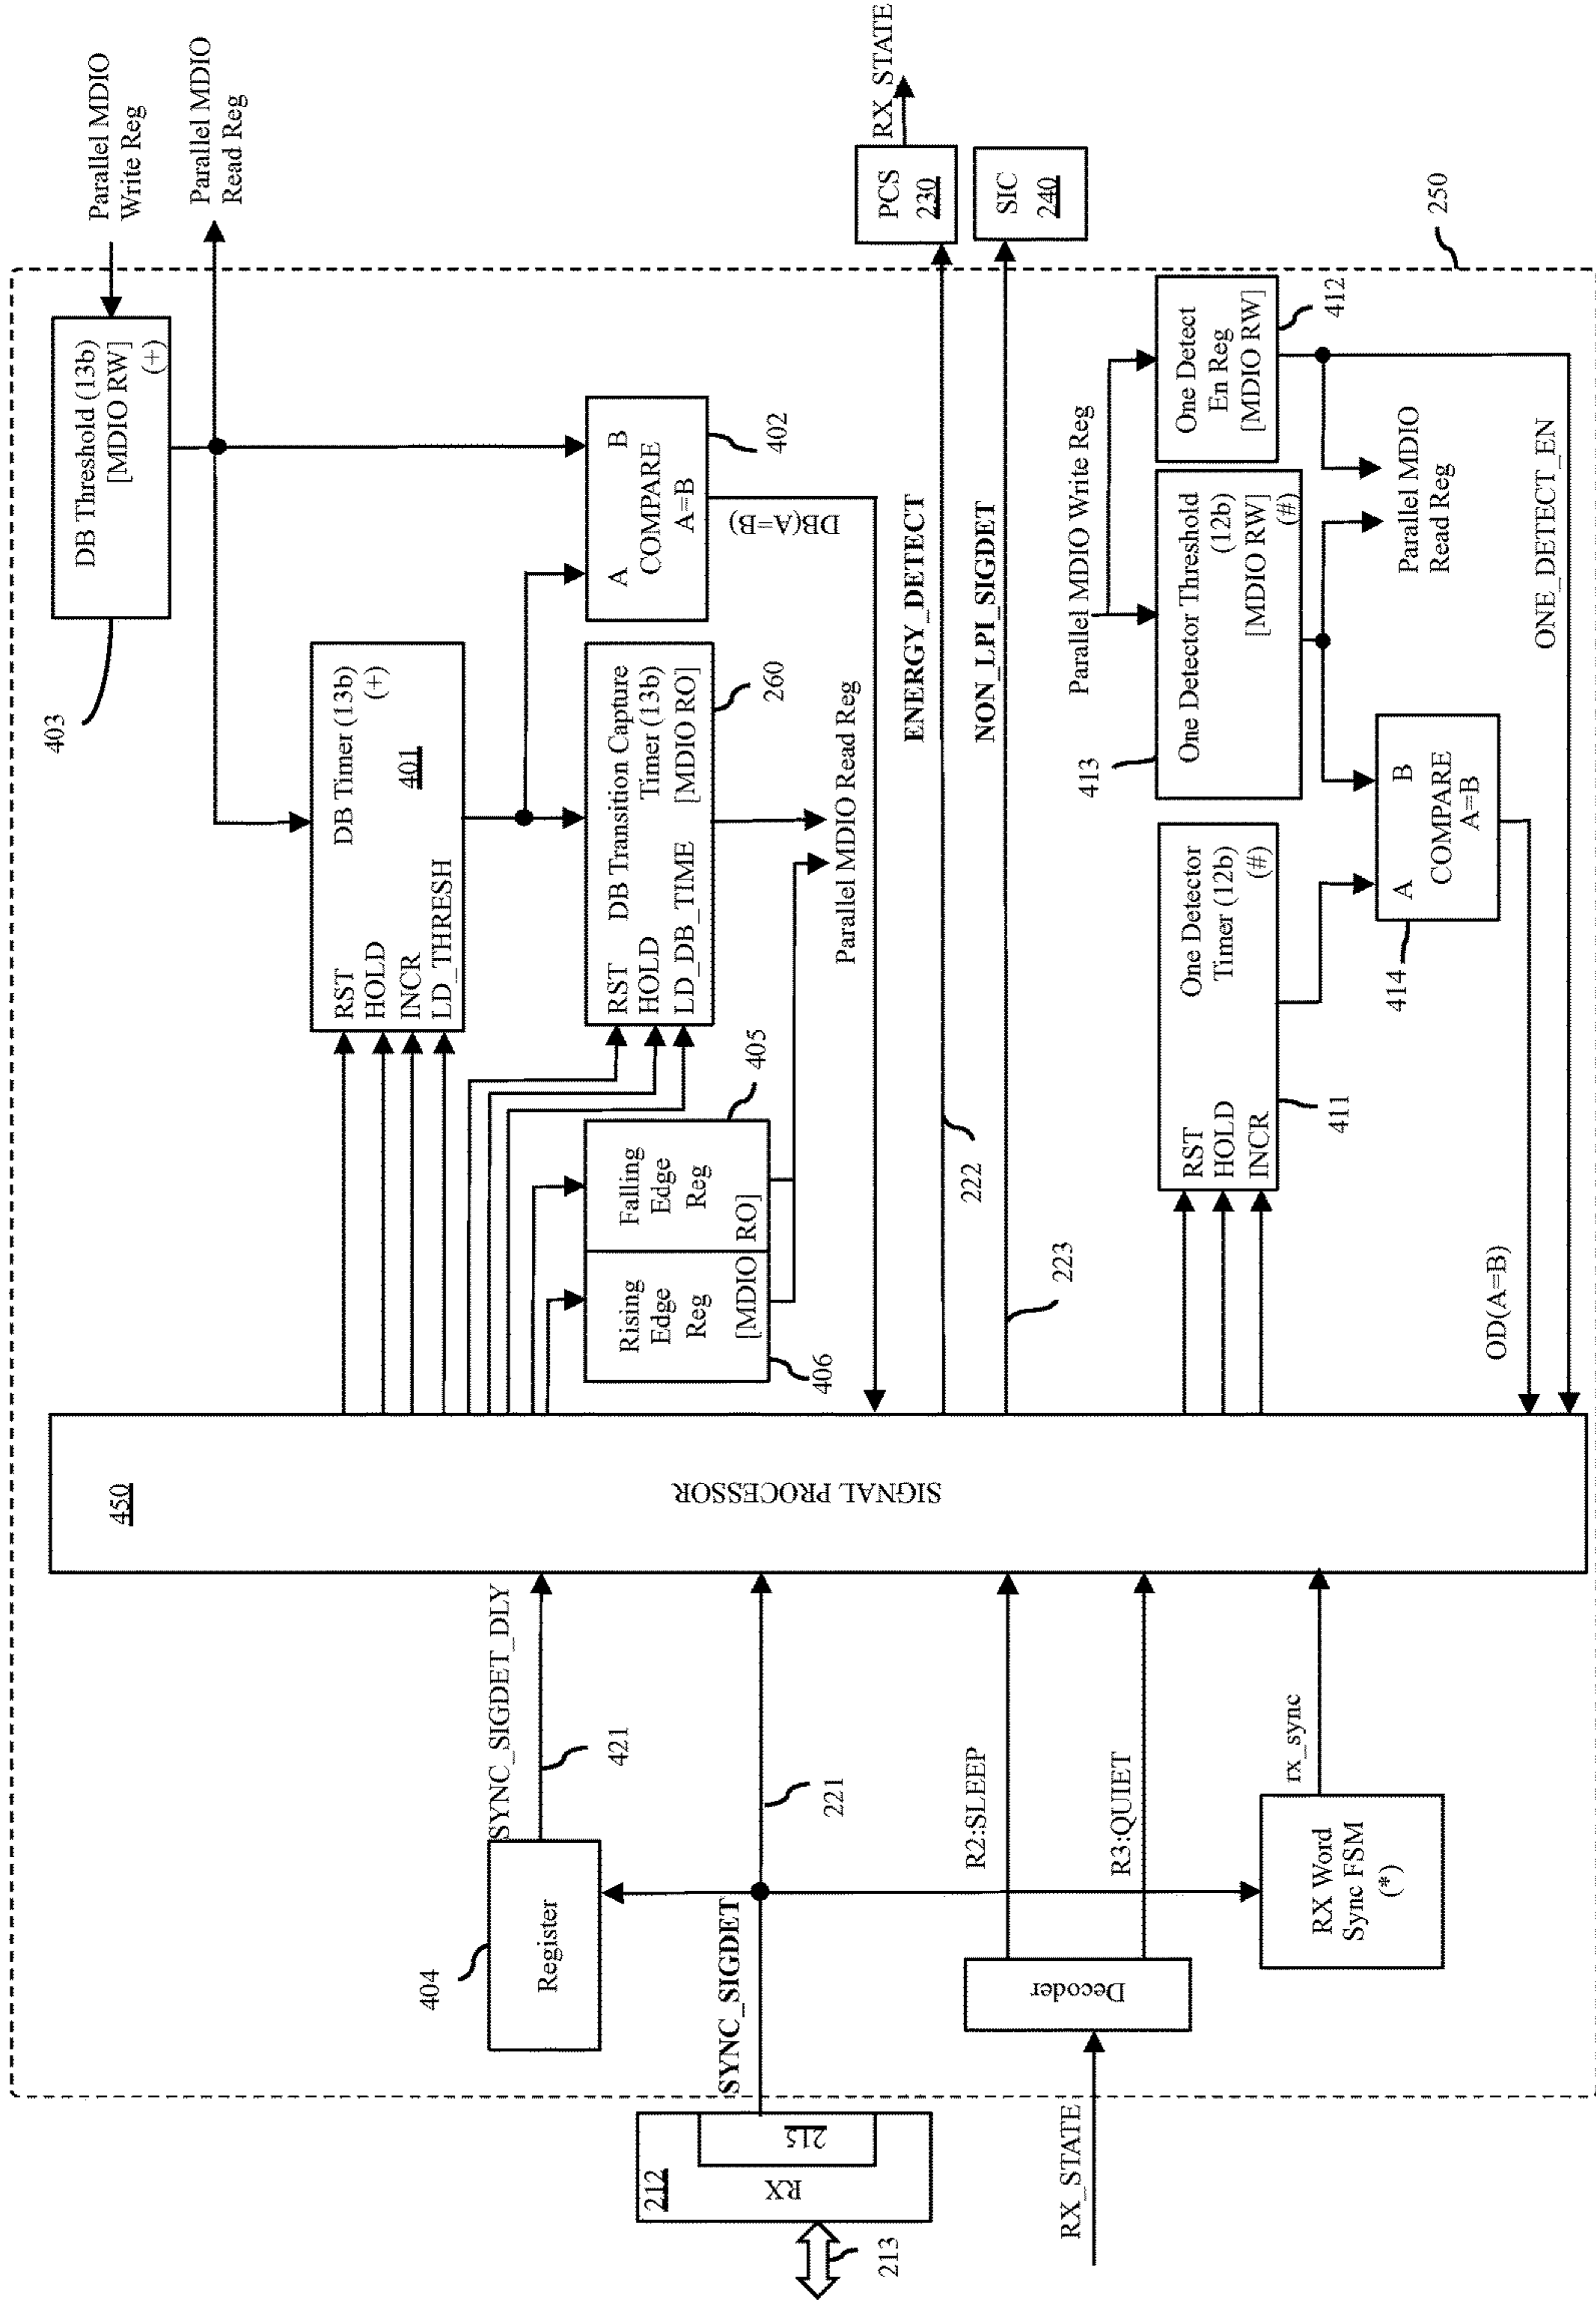 Parallel MDIO
Write Reg
Parallel MDIO
Read Reg
DB Threshold (13b)
[MDIO RW]
(+)
403
DB Timer (13b)
(+)
401
RST
HOLD
INCR
LD_THRESH
A
B
COMPARE
A=B
402
DB(A=B)
RST
HOLD
LD_DB_TIME
DB Transition Capture
Timer (13b)
[MDIO RO]
260
Rising
Edge
Reg
Falling
Edge
Reg
[MDIO RO]
405
406
Parallel MDIO Read Reg
450
SIGNAL PROCESSOR
404
Register
SYNC_SIGDET_DLY
421
SYNC_SIGDET
221
212
RX
215
213
RX_STATE
Decoder
R2:SLEEP
R3:QUIET
RX Word
Sync FSM
(*)
rx_sync
ENERGY_DETECT
222
NON_LPI_SIGDET
223
PCS
230
RX_STATE
SIC
240
250
Parallel MDIO Write Reg
413
One Detector Threshold
(12b)
[MDIO RW]
(#)
One Detect
En Reg
[MDIO RW]
412
Parallel MDIO
Read Reg
RST
HOLD
INCR
One Detector
Timer (12b)
(#)
411
A
B
COMPARE
A=B
414
OD(A=B)
ONE_DETECT_EN